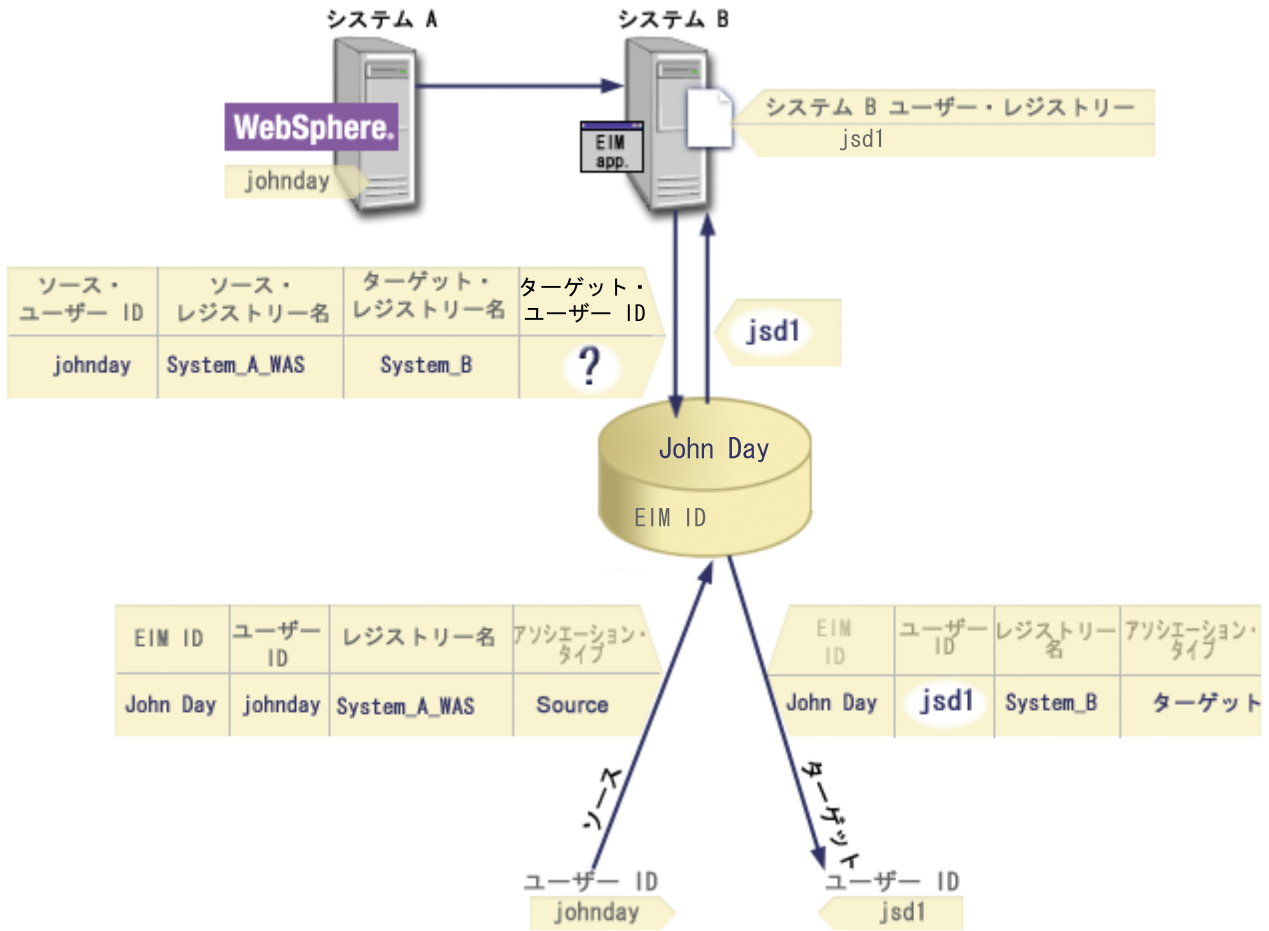 システム A
システム B
WebSphere.
johnday
EIM
app.
システム B ユーザー・レジストリー
jsd1
ソース・
ユーザー ID
ソース・
レジストリー名
ターゲット・
レジストリー名
ターゲット・
ユーザー ID
johnday
System_A_WAS
System_B
?
jsd1
John Day
EIM ID
EIM ID
ユーザー
ID
レジストリー名
アソシエーション・
タイプ
John Day
johnday
System_A_WAS
Source
EIM
ID
ユーザー
ID
レジストリー
名
アソシエーション・
タイプ
John Day
jsd1
System_B
ターゲット
ソース
ターゲット
ユーザー ID
johnday
ユーザー ID
jsd1